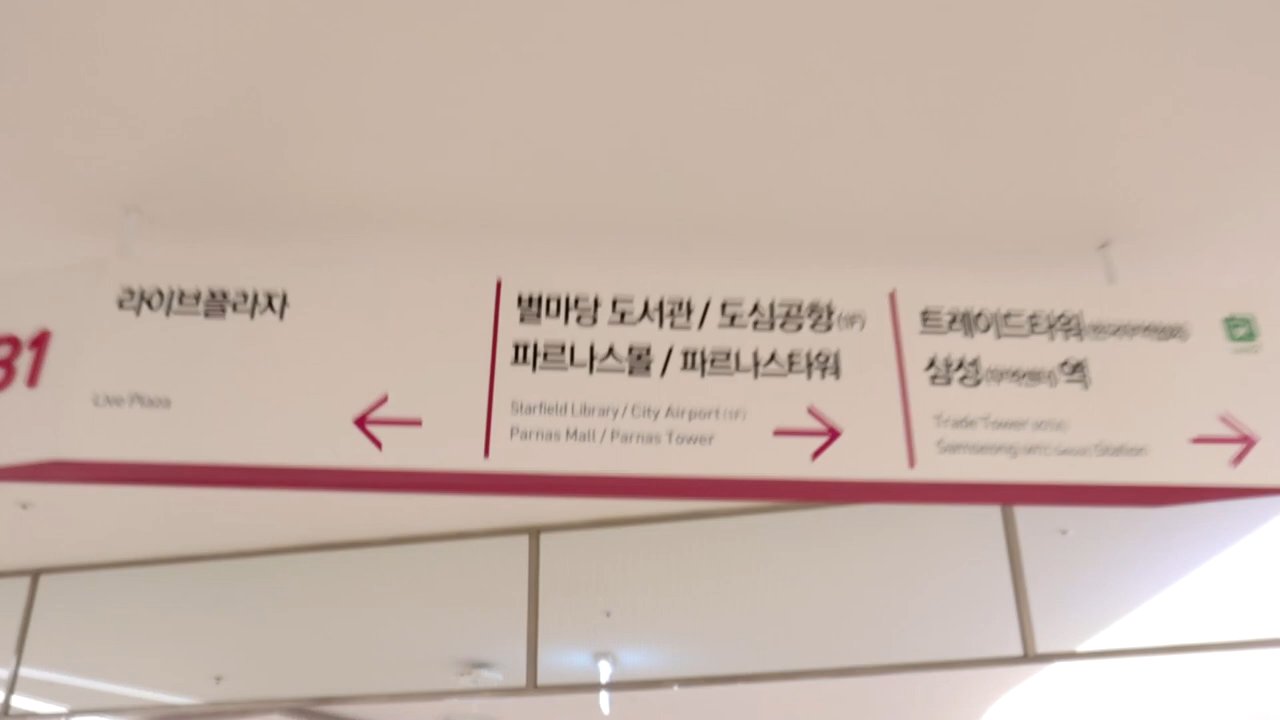 B1
라이브플라자
Live Plaza
별마당 도서관 / 도심공항(1F)
파르나스몰 / 파르나스타워
Starfield Library / City Airport (1F)
Parnas Mall / Parnas Tower
트레이드타워
삼성 역
Trade Tower
Samseong Station